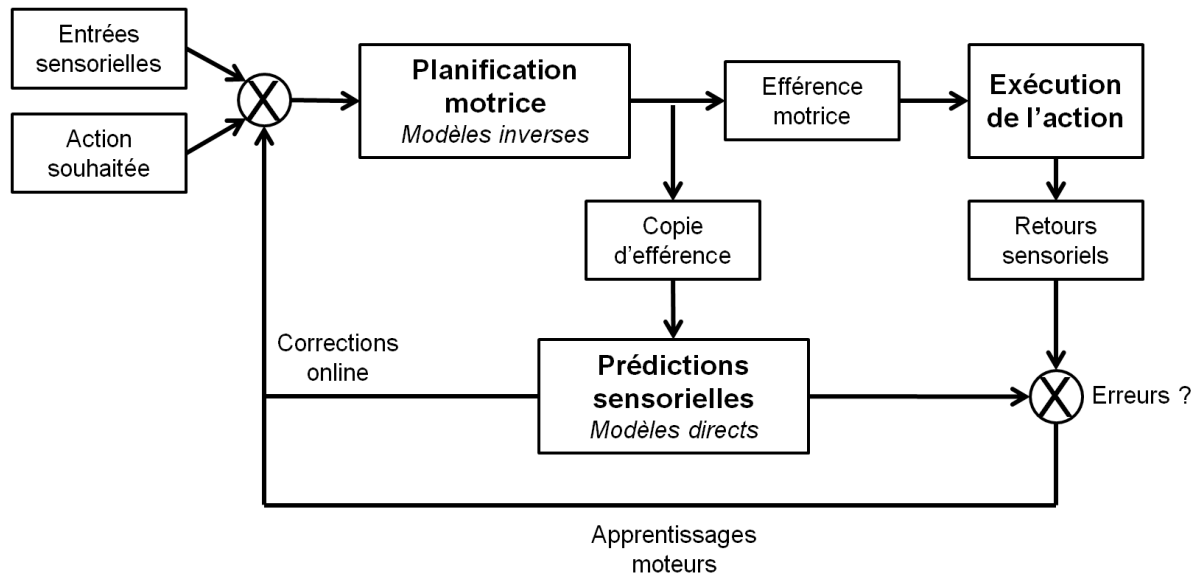 Entrées
sensorielles
Action
souhaitée
Planification
motrice
Modèles inverses
Efférence
motrice
Exécution
de l'action
Copie
d'efférence
Retours
sensoriels
Corrections
online
Prédictions
sensorielles
Modèles directs
Erreurs ?
Apprentissages
moteurs